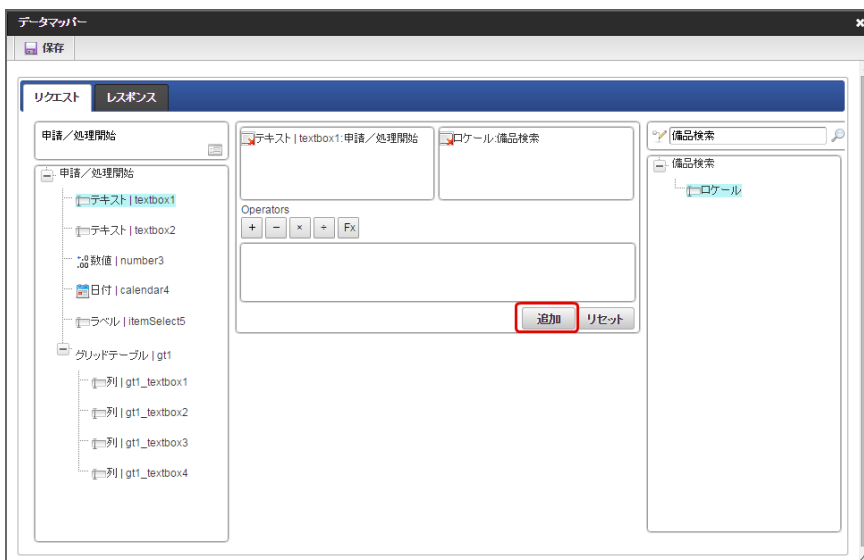 データマッパー
保存
リクエスト レスポンス
申請／処理開始
申請／処理開始
テキスト | textbox1
テキスト | textbox2
数値 | number3
日付 | calendar4
ラベル | itemSelect5
グリッドテーブル | gt1
列 | gt1_textbox1
列 | gt1_textbox2
列 | gt1_textbox3
列 | gt1_textbox4
テキスト | textbox1:申請／処理開始
ロケール:備品検索
Operators
+ − × ÷ Fx
追加 リセット
備品検索
備品検索
ロケール